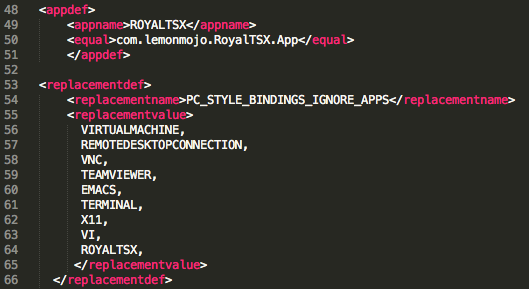 48 <appdef>
49 <appname>ROYALTSX</appname>
50 <equal>com.lemonmojo.RoyalTSX.App</equal>
51 </appdef>
52
53 <replacementdef>
54 <replacementname>PC_STYLE_BINDINGS_IGNORE_APPS</replacementname>
55 <replacementvalue>
56 VIRTUALMACHINE,
57 REMOTEDESKTOPCONNECTION,
58 VNC,
59 TEAMVIEWER,
60 EMACS,
61 TERMINAL,
62 X11,
63 VI,
64 ROYALTSX,
65 </replacementvalue>
66 </replacementdef>